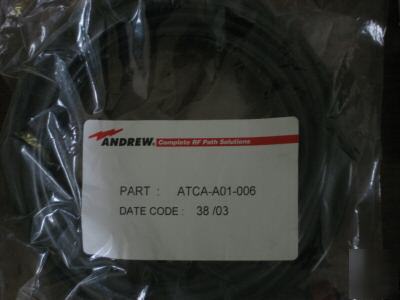 ANDREW. Complete RF Path Solutions
PART : ATCA-A01-006
DATE CODE : 38 /03